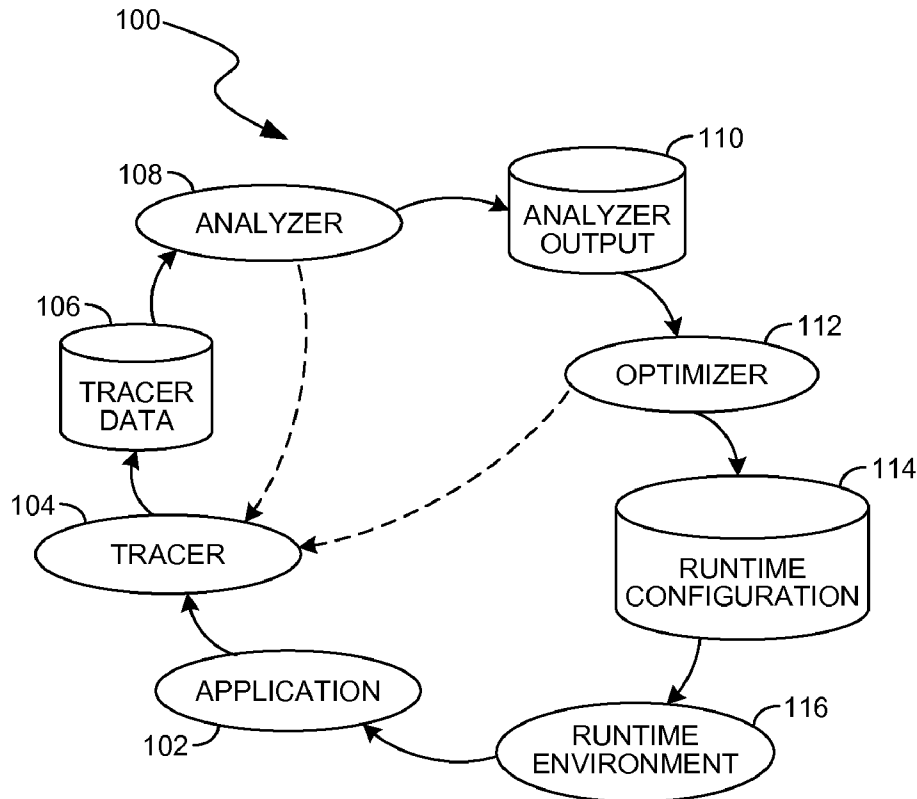 100
108
ANALYZER
110
ANALYZER
OUTPUT
106
TRACER
DATA
112
OPTIMIZER
104
TRACER
114
RUNTIME
CONFIGURATION
APPLICATION
102
116
RUNTIME
ENVIRONMENT